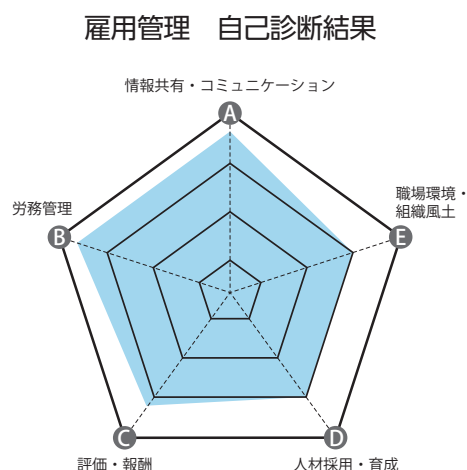 雇用管理　自己診断結果
情報共有・コミュニケーション
A
職場環境・
組織風土
E
労務管理
B
C
評価・報酬
D
人材採用・育成